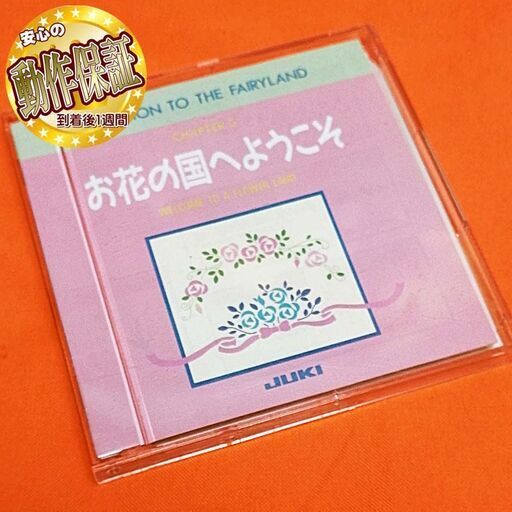 安心の
動作保証
到着後1週間
ON TO THE FAIRYLAND
CHAPTER
お花の国へようこそ
WELCOME TO A FLOWER LAND
JUKI